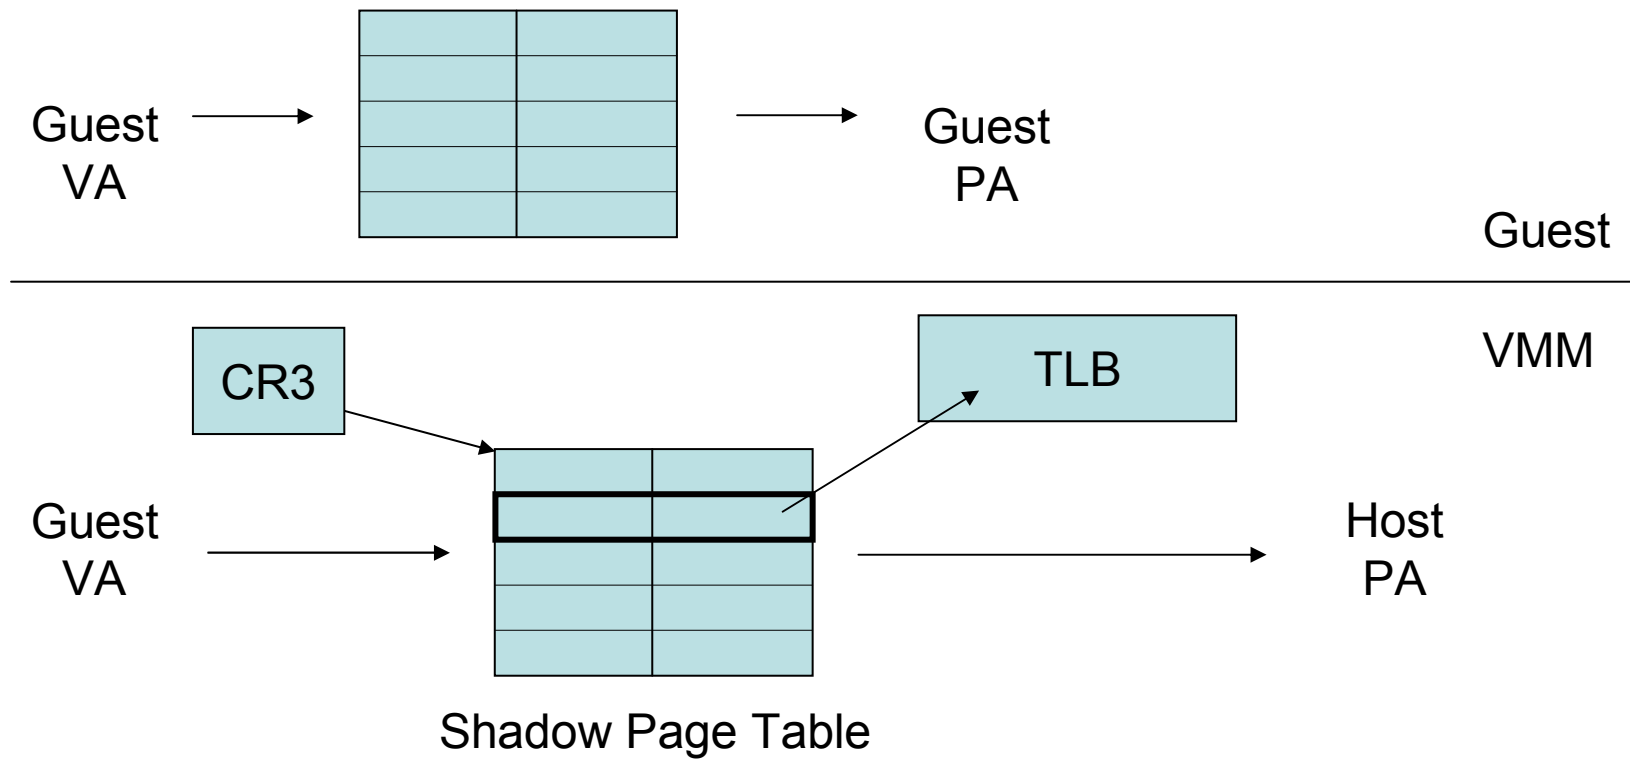 Guest
VA
Guest
PA
Guest
CR3
TLB
VMM
Guest
VA
Host
PA
Shadow Page Table